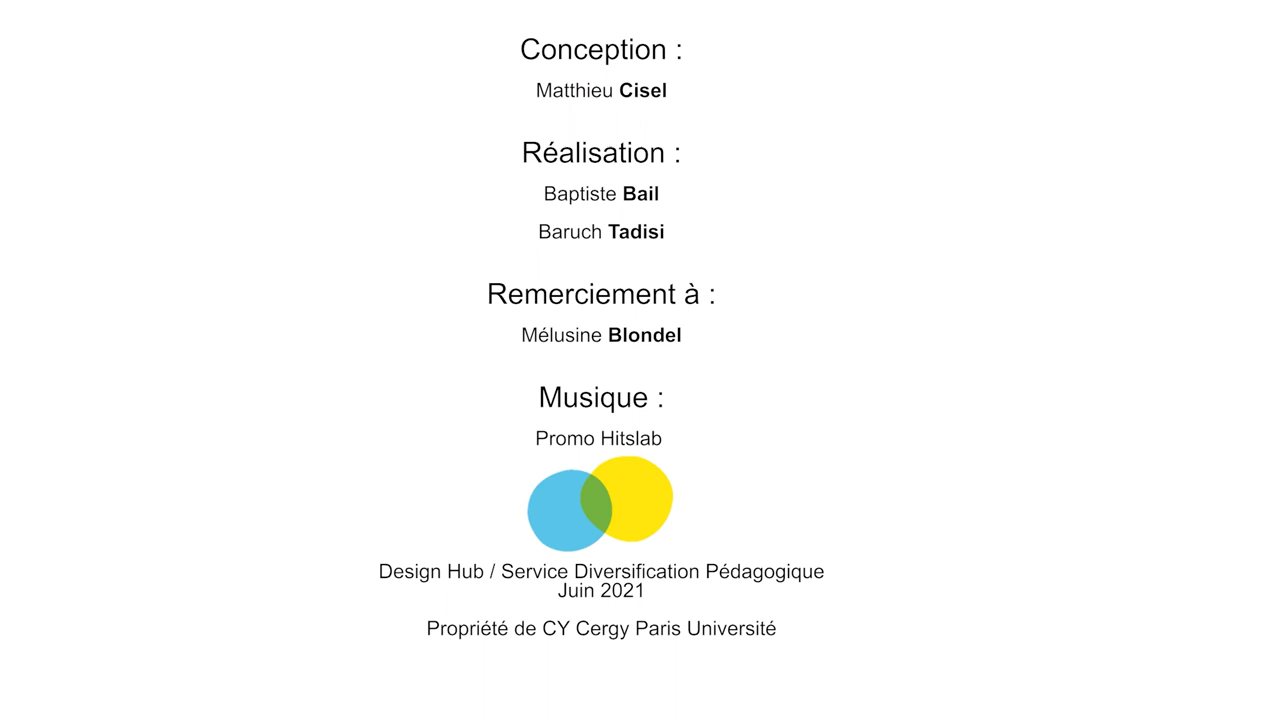 Conception :
Matthieu Cisel
Réalisation :
Baptiste Bail
Baruch Tadisi
Remerciement à :
Mélusine Blondel
Musique :
Promo Hitslab
Design Hub / Service Diversification Pédagogique
Juin 2021
Propriété de CY Cergy Paris Université